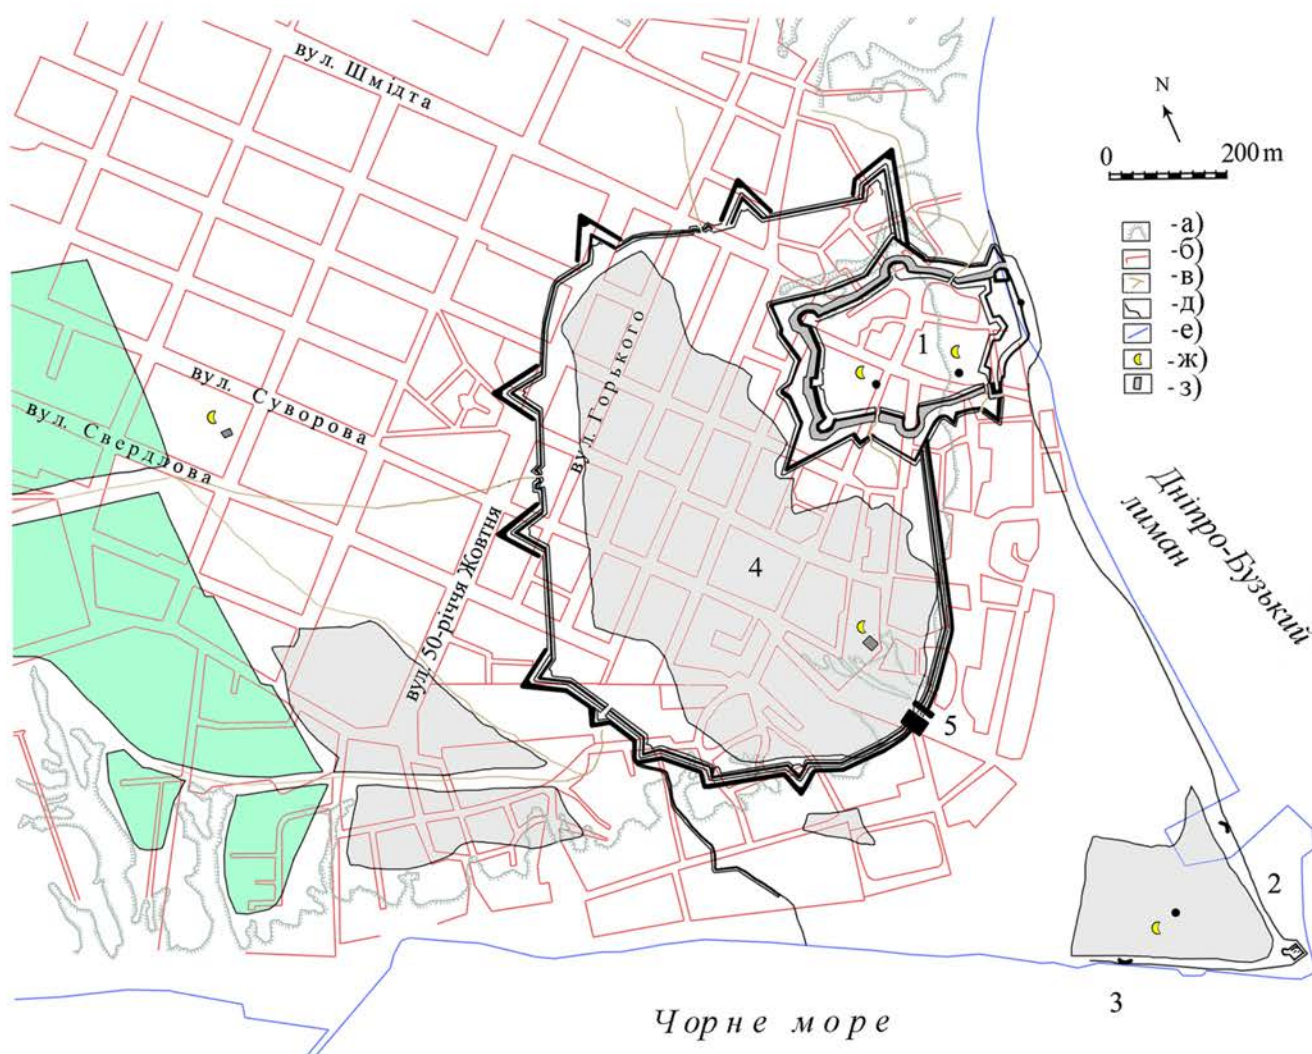 вул. Шмідта
N
0 200 m
-а)
-б)
-в)
-д)
-е)
-ж)
-з)
1
вул. Горького
вул. Суворова
вул. Свердлова
Дніпро-Бузький
лиман
вул. 50-річчя Жовтня
4
5
2
3
Чорне море